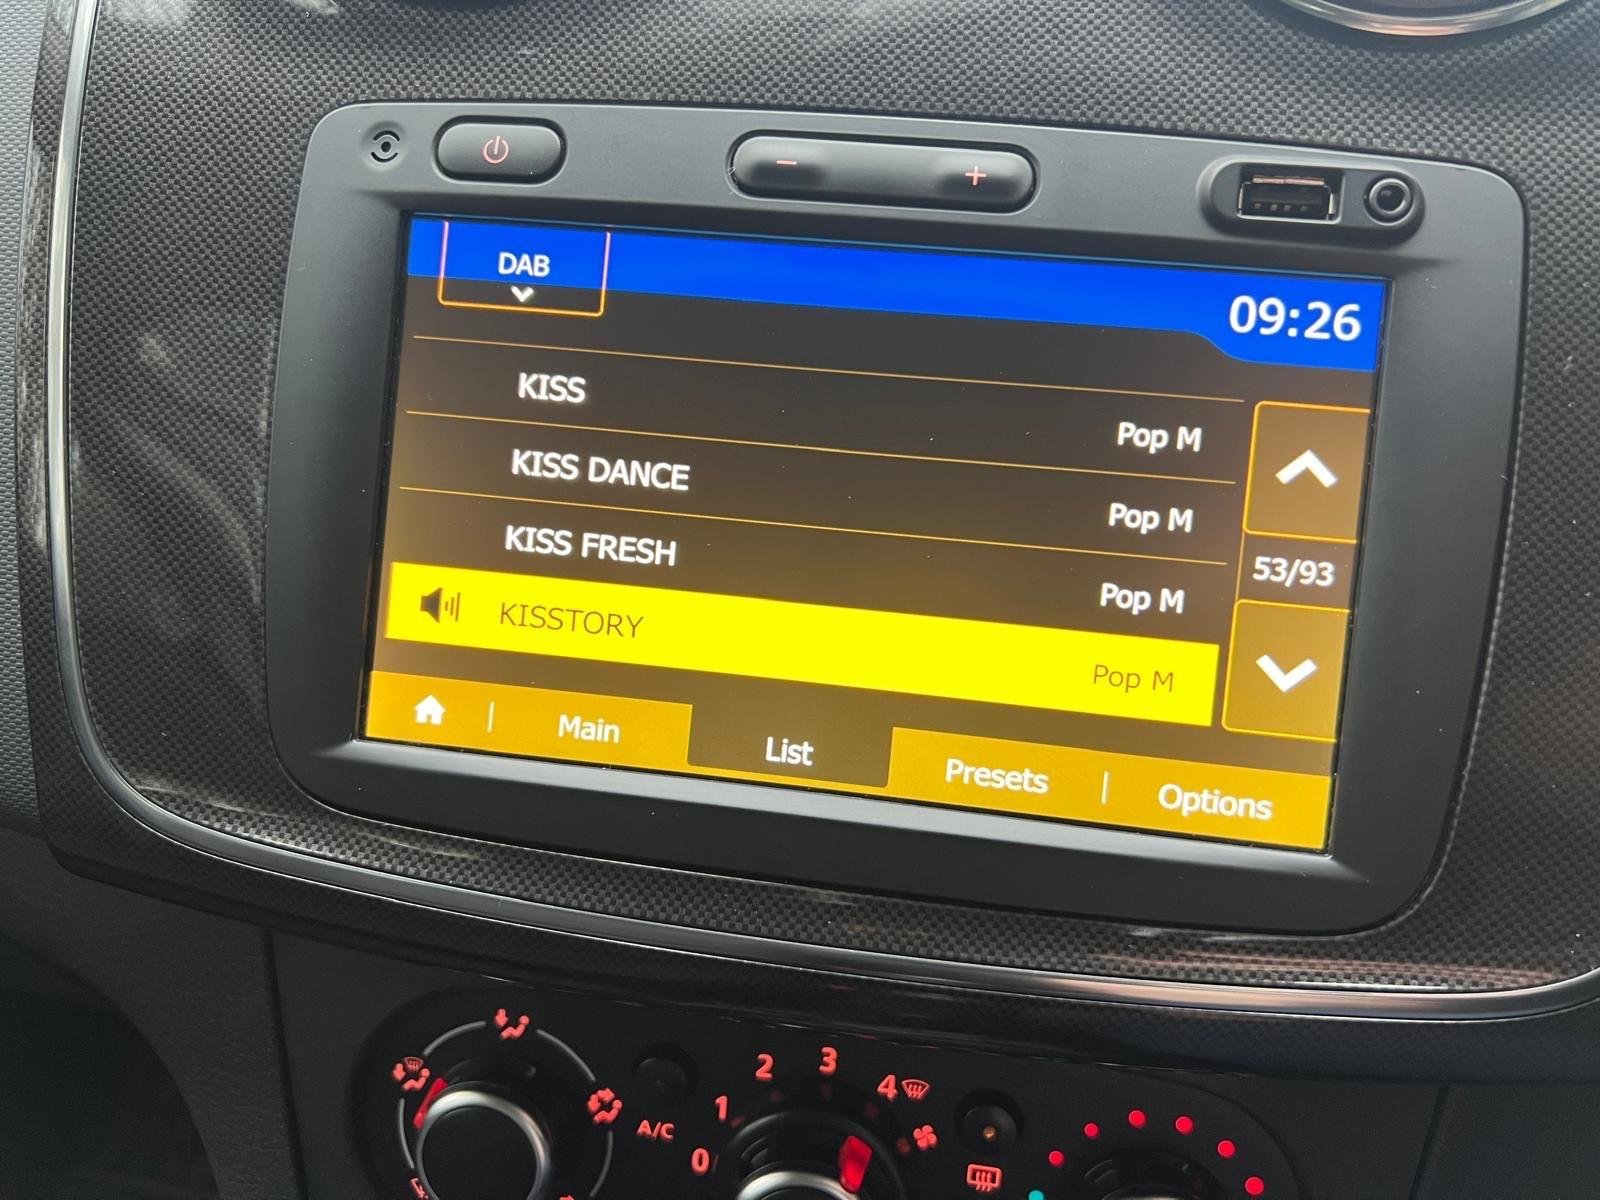 DAB
09:26
KISS
Pop M
KISS DANCE
Pop M
KISS FRESH
Pop M
53/93
KISSTORY
Pop M
Main
List
Presets
Options
0
1
2
3
4
A/C